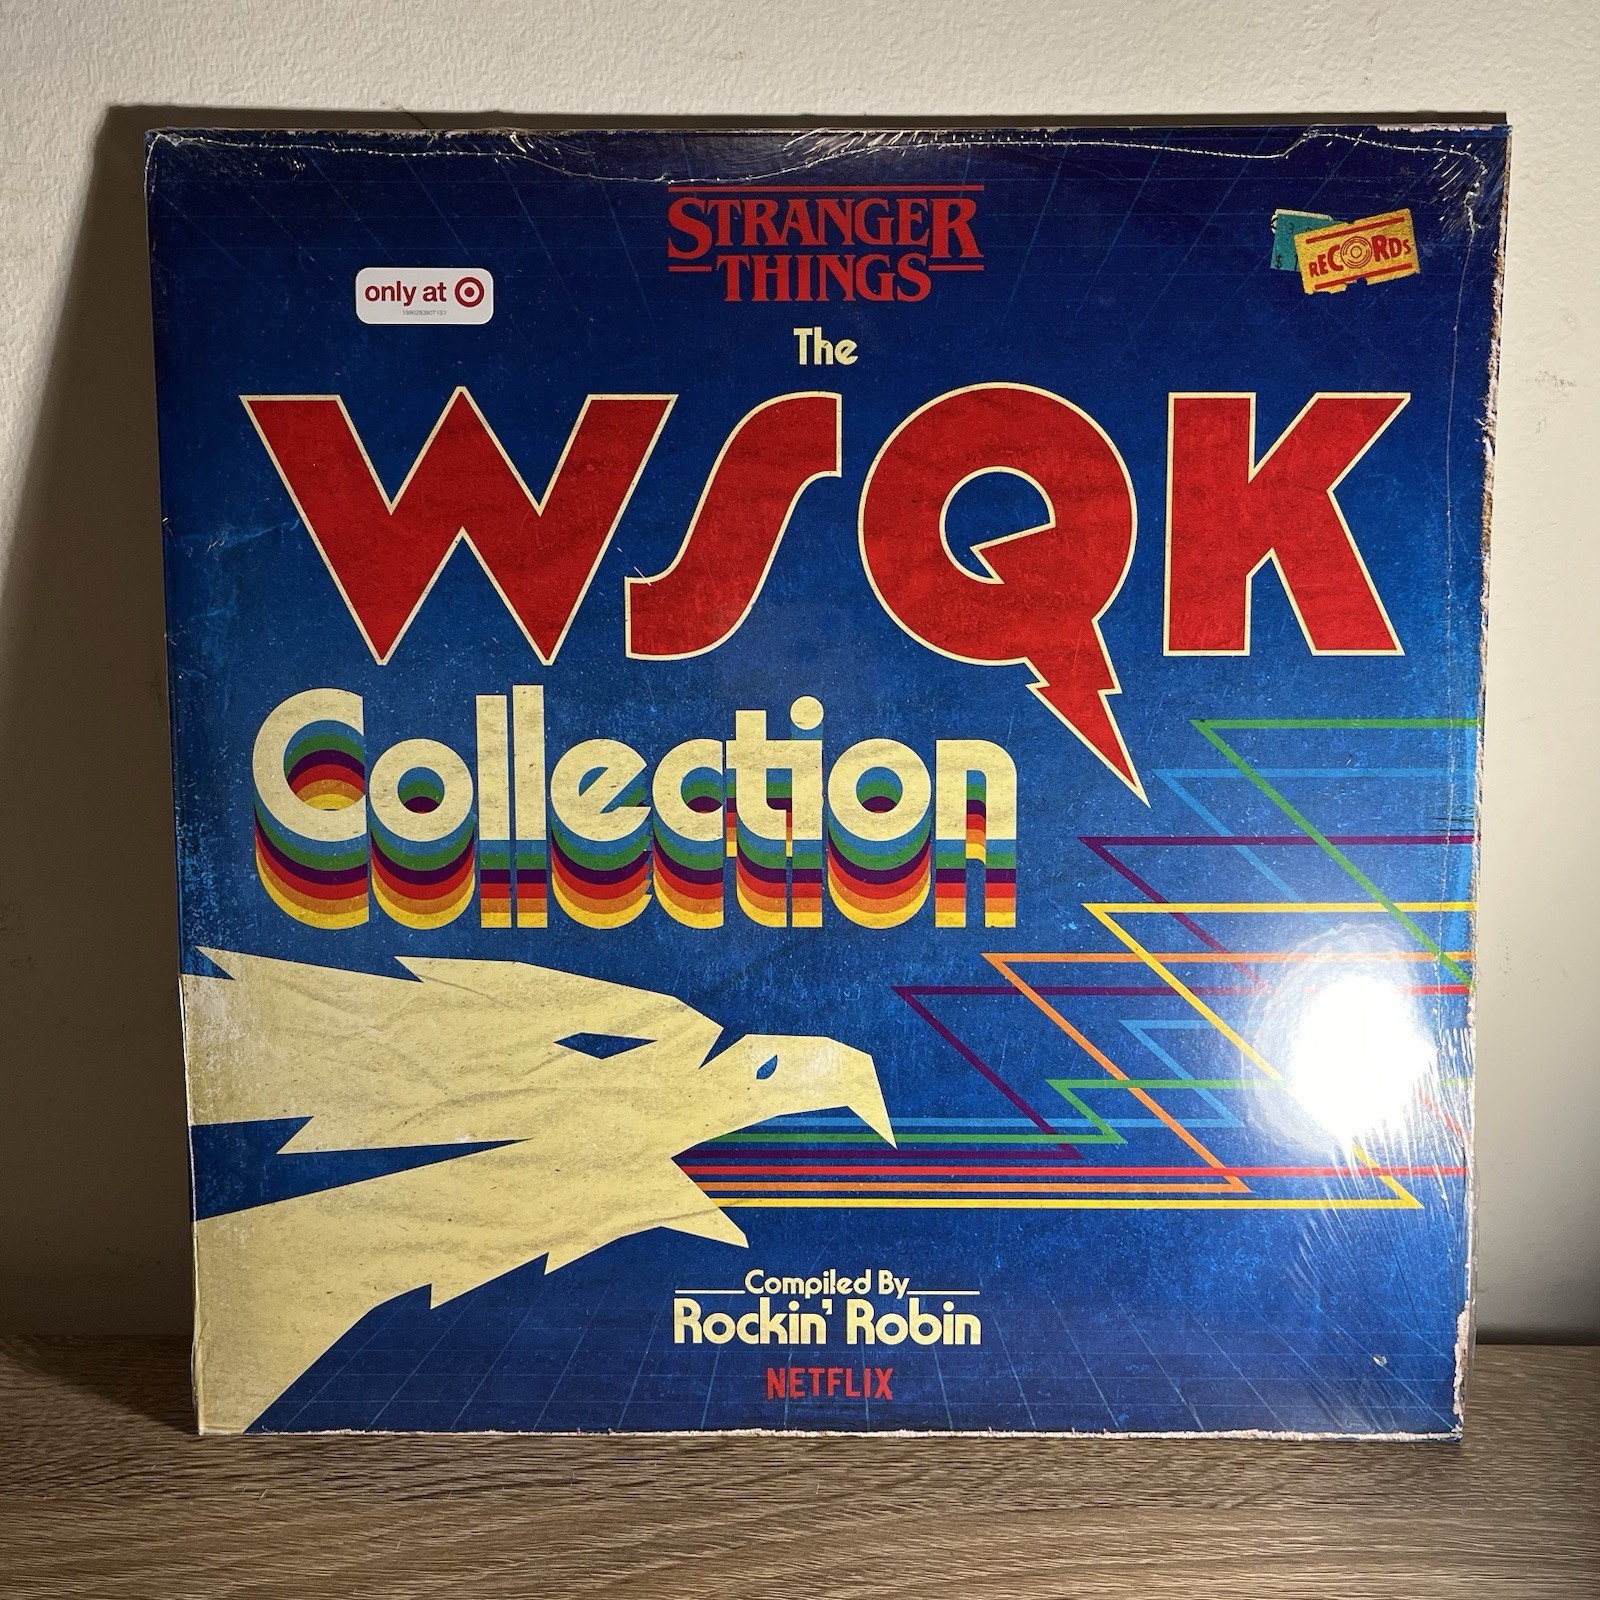 STRANGER
THINGS
RECORDS
only at
The
WSQK
Collection
Compiled By
Rockin' Robin
NETFLIX